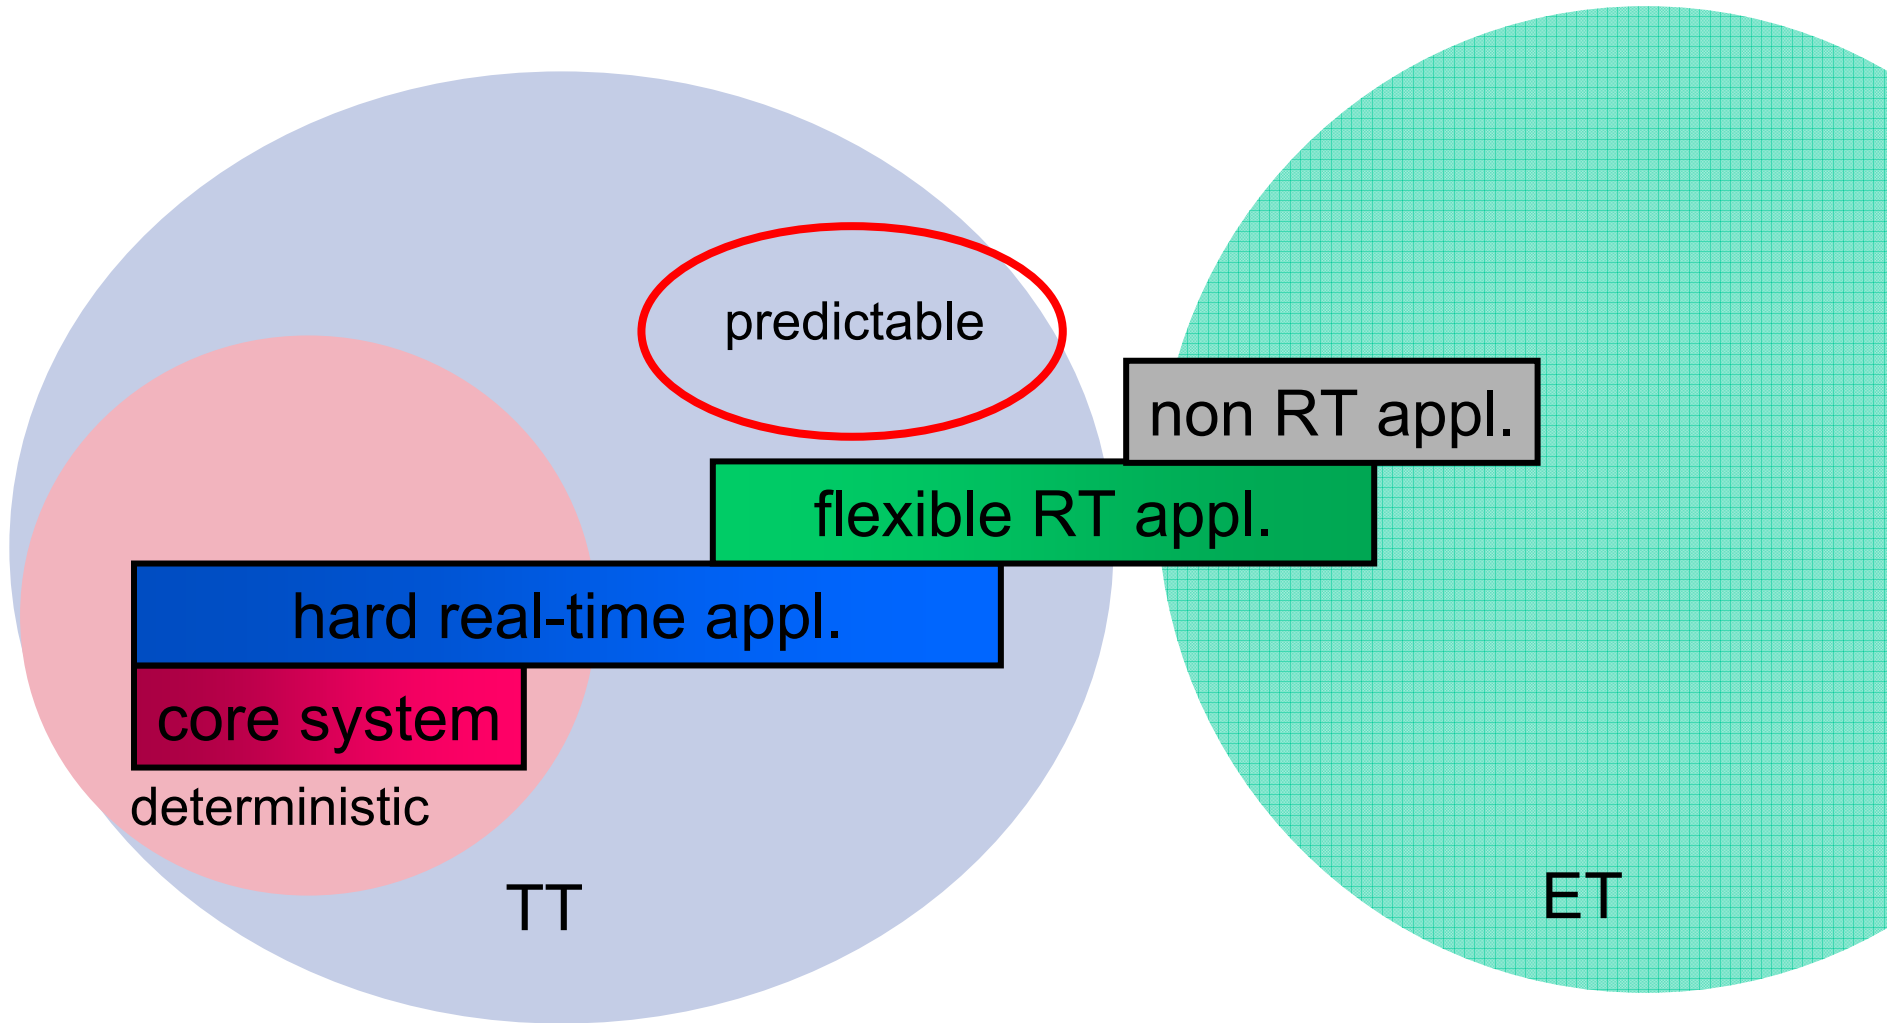 predictable
non RT appl.
flexible RT appl.
hard real-time appl.
core system
deterministic
TT
ET